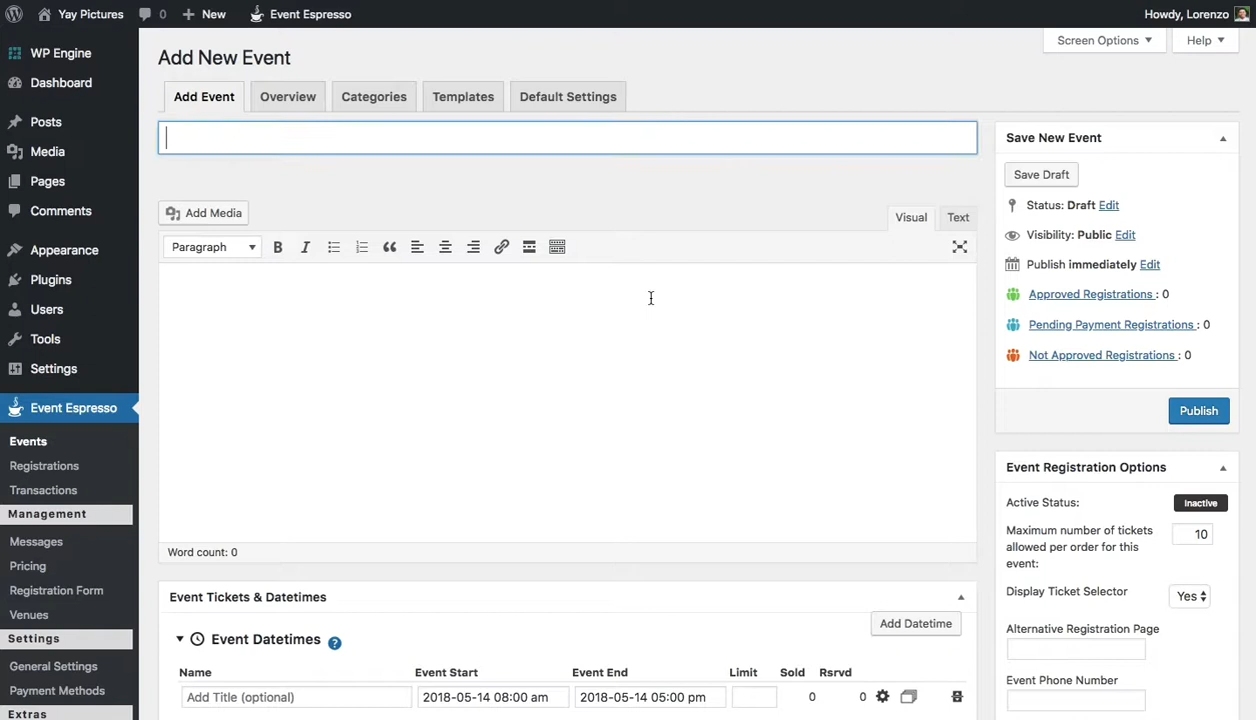 Yay Pictures
0
New
Event Espresso
Howdy, Lorenzo
WP Engine
Dashboard
Posts
Media
Pages
Comments
Appearance
Plugins
Users
Tools
Settings
Event Espresso
Events
Registrations
Transactions
Management
Messages
Pricing
Registration Form
Venues
Settings
General Settings
Payment Methods
Extras
Screen Options
Help
Add New Event
Add Event
Overview
Categories
Templates
Default Settings
Add Media
Visual
Text
Paragraph
B
I
Word count: 0
Event Tickets & Datetimes
Add Datetime
Event Datetimes ?
Name Event Start Event End Limit Sold Rsrvd
Add Title (optional) 2018-05-14 08:00 am 2018-05-14 05:00 pm 0 0
Save New Event
Save Draft
Status: Draft Edit
Visibility: Public Edit
Publish immediately Edit
Approved Registrations : 0
Pending Payment Registrations : 0
Not Approved Registrations : 0
Publish
Event Registration Options
Active Status: Inactive
Maximum number of tickets
allowed per order for this
event:
10
Display Ticket Selector Yes
Alternative Registration Page
Event Phone Number